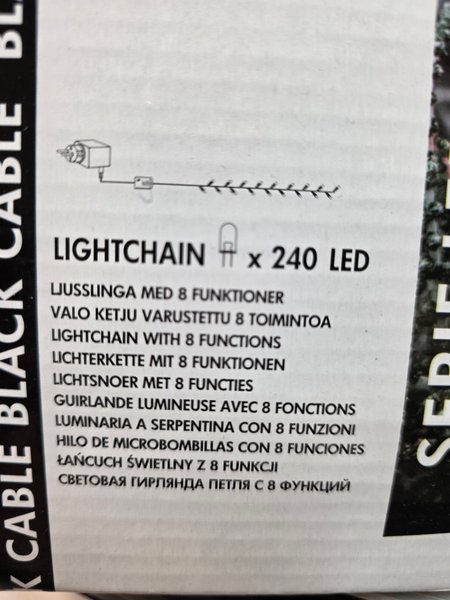 LIGHTCHAIN x 240 LED
LJUSSLINGA MED 8 FUNKTIONER
VALO KETJU VARUSTETTU 8 TOIMINTOA
LIGHTCHAIN WITH 8 FUNCTIONS
LICHTERKETTE MIT 8 FUNKTIONEN
LICHTSNOER MET 8 FUNCTIES
GUIRLANDE LUMINEUSE AVEC 8 FONCTIONS
LUMINARIA A SERPENTINA CON 8 FUNZIONI
HILO DE MICROBOMBILLAS CON 8 FUNCIONES
ŁAŃCUCH ŚWIETLNY Z 8 FUNKCJI
СВЕТОВАЯ ГИРЛЯНДА ПЕТЛЯ С 8 ФУНКЦИЙ
K CABLE BLACK CABLE BL
SERIE